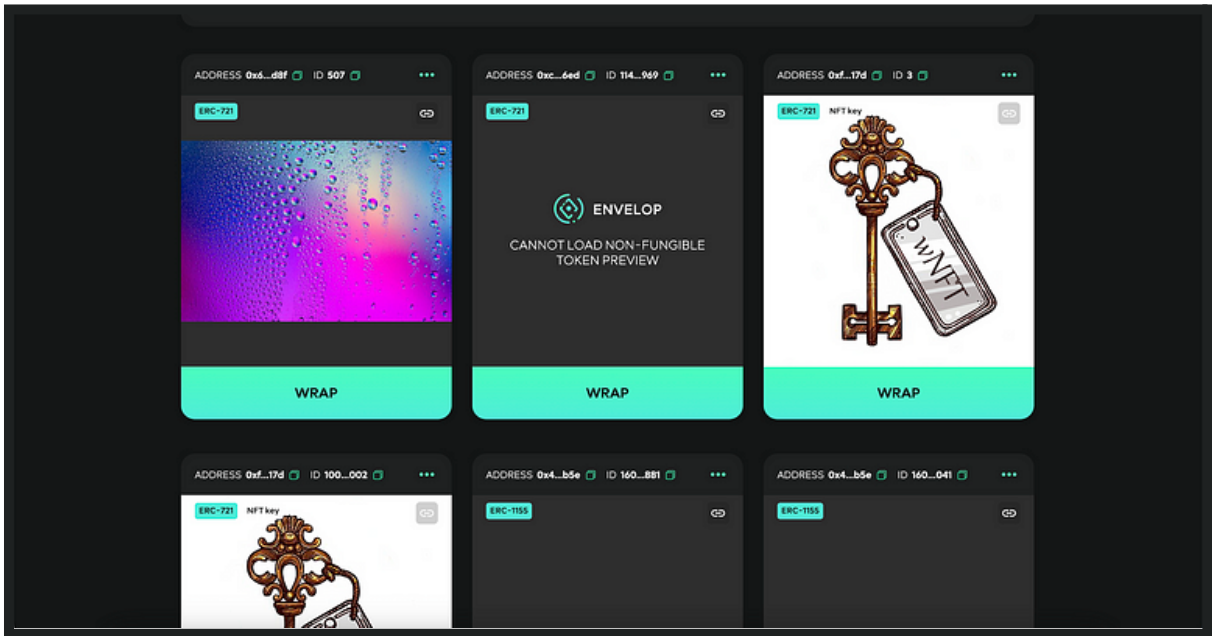 ADDRESS 0x6...d8f ID 507
ERC-721
WRAP
ADDRESS 0xc...6ed ID 114...969
ERC-721
ENVELOP
CANNOT LOAD NON-FUNGIBLE
TOKEN PREVIEW
WRAP
ADDRESS 0xf...17d ID 3
ERC-721 NFT key
wNFT
WRAP
ADDRESS 0xf...17d ID 100...002
ERC-721 NFT key
ADDRESS 0x4...b5e ID 160...881
ERC-1155
ADDRESS 0x4...b5e ID 160...041
ERC-1155